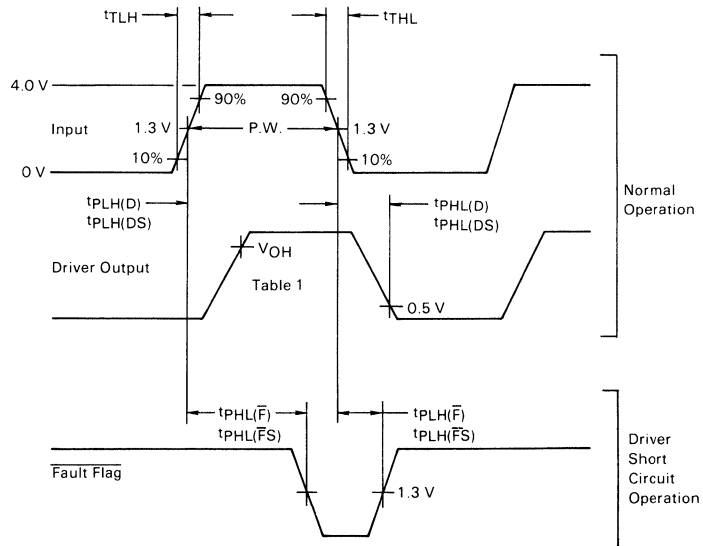 tTLH
tTHL
4.0 V
90%
90%
Input
1.3 V
P.W.
1.3 V
10%
10%
0 V
tPLH(D)
tPLH(DS)
tPHL(D)
tPHL(DS)
Normal
Operation
VOH
Driver Output
Table 1
0.5 V
tPHL(F̅)
tPHL(F̅S)
tPLH(F̅)
tPLH(F̅S)
Fault Flag
1.3 V
Driver
Short
Circuit
Operation